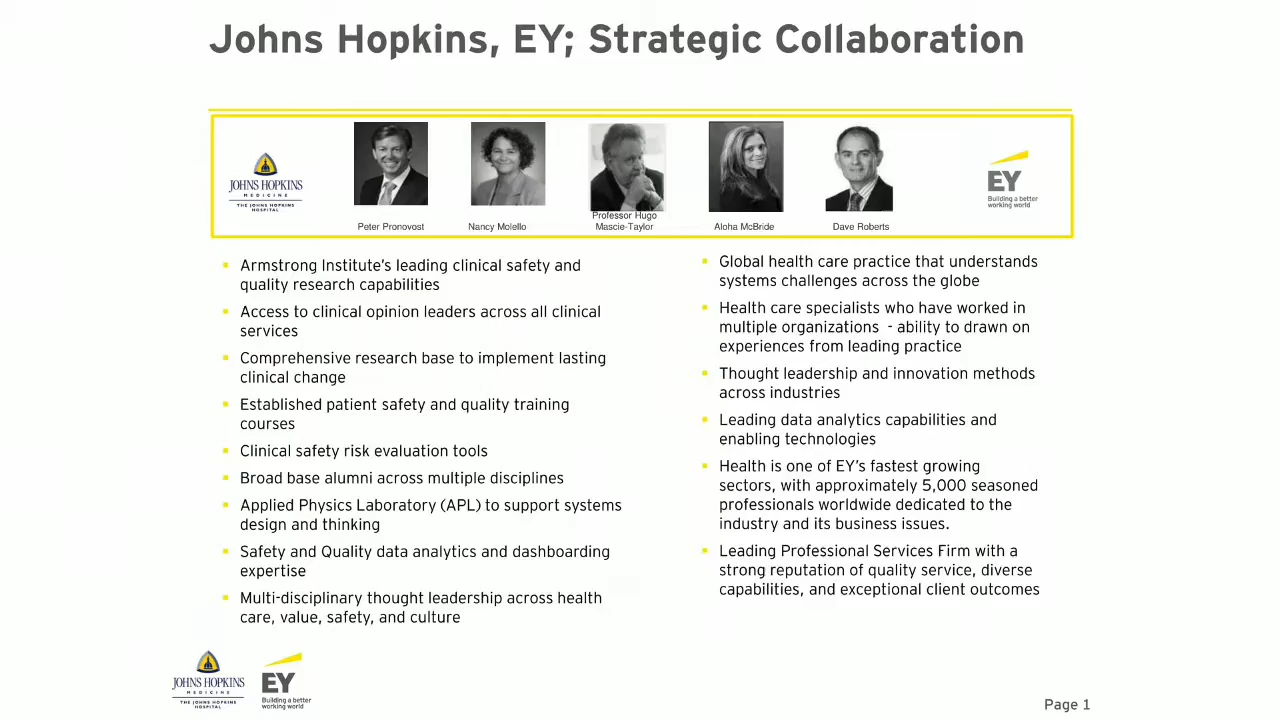 Johns Hopkins, EY; Strategic Collaboration
JOHNS HOPKINS
MEDICINE
THE JOHNS HOPKINS
HOSPITAL
Peter Pronovost
Nancy Molello
Professor Hugo
Mascie-Taylor
Aloha McBride
Dave Roberts
EY
Building a better
working world
Armstrong Institute's leading clinical safety and
quality research capabilities
Access to clinical opinion leaders across all clinical
services
Comprehensive research base to implement lasting
clinical change
Established patient safety and quality training
courses
Clinical safety risk evaluation tools
Broad base alumni across multiple disciplines
Applied Physics Laboratory (APL) to support systems
design and thinking
Safety and Quality data analytics and dashboarding
expertise
Multi-disciplinary thought leadership across health
care, value, safety, and culture
Global health care practice that understands
systems challenges across the globe
Health care specialists who have worked in
multiple organizations - ability to drawn on
experiences from leading practice
Thought leadership and innovation methods
across industries
Leading data analytics capabilities and
enabling technologies
Health is one of EY's fastest growing
sectors, with approximately 5,000 seasoned
professionals worldwide dedicated to the
industry and its business issues.
Leading Professional Services Firm with a
strong reputation of quality service, diverse
capabilities, and exceptional client outcomes
JOHNS HOPKINS
MEDICINE
THE JOHNS HOPKINS
HOSPITAL
EY
Building a better
working world
Page 1